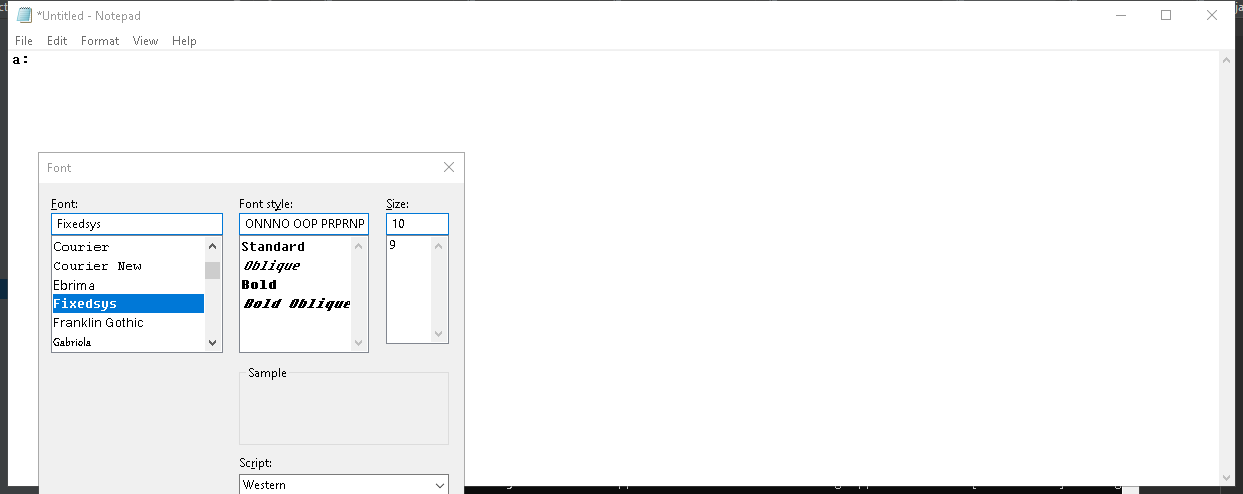 *Untitled - Notepad
File Edit Format View Help
a:
Font
Font: Font style: Size:
Fixedsys ONNNO OOP PRPRNP 10
Courier Standard 9
Courier New Oblique
Ebrima Bold
Fixedsys Bold Oblique
Franklin Gothic
Gabriola
Sample
Script:
Western